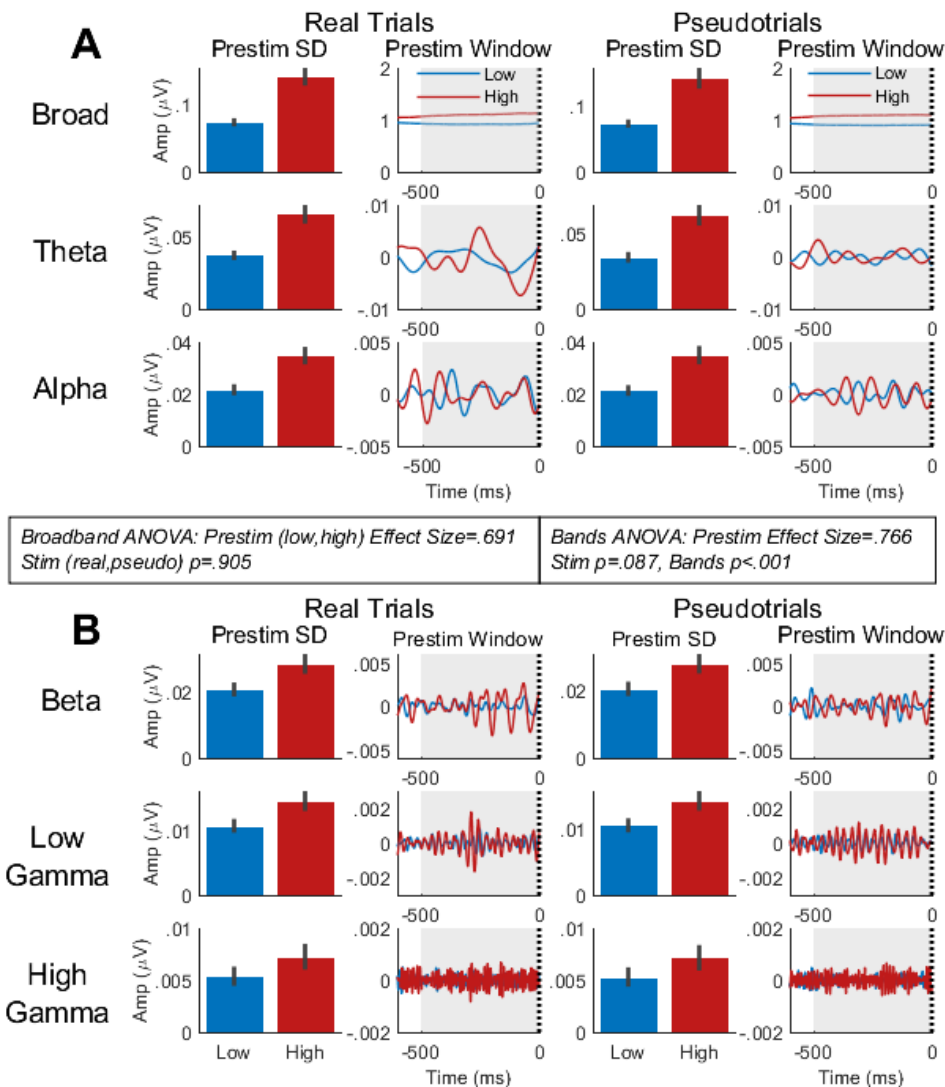 A
Real Trials Pseudotrials
Prestim SD Prestim Window Prestim SD Prestim Window
Broad
Amp (μV)
.1
0
2
1
0
Low
High
-500 0
.1
0
2
1
0
Low
High
-500 0
Theta
Amp (μV)
.05
0
.01
0
-.01
-500 0
.05
0
.01
0
-.01
-500 0
Alpha
Amp (μV)
.04
.02
0
.005
0
-.005
-500 0
Time (ms)
.04
.02
0
.005
0
-.005
-500 0
Time (ms)
Broadband ANOVA: Prestim (low,high) Effect Size=.691
Stim (real,pseudo) p=.905
Bands ANOVA: Prestim Effect Size=.766
Stim p=.087, Bands p<.001
B
Real Trials Pseudotrials
Prestim SD Prestim Window Prestim SD Prestim Window
Beta
Amp (μV)
.02
0
.005
0
-.005
-500 0
.02
0
.005
0
-.005
-500 0
Low
Gamma
Amp (μV)
.01
0
.002
0
-.002
-500 0
.01
0
.002
0
-.002
-500 0
High
Gamma
Amp (μV)
.01
.005
0
Low High
.002
0
-.002
-500 0
Time (ms)
.01
.005
0
Low High
.002
0
-.002
-500 0
Time (ms)